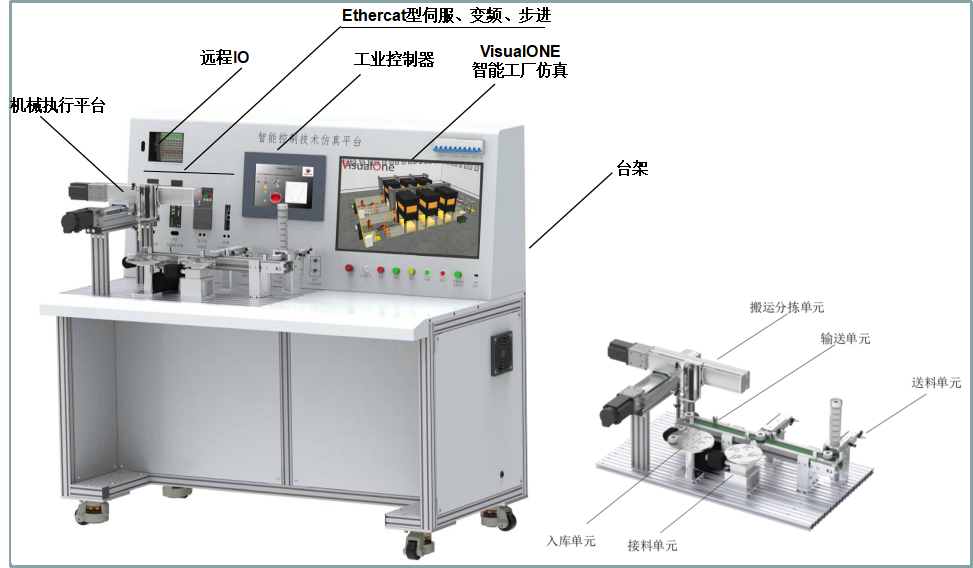 Ethercat型伺服、变频、步进
远程IO
工业控制器
VisualONE
智能工厂仿真
机械执行平台
智能控制技术仿真平台
VisualOne
台架
搬运分拣单元
输送单元
送料单元
入库单元
接料单元